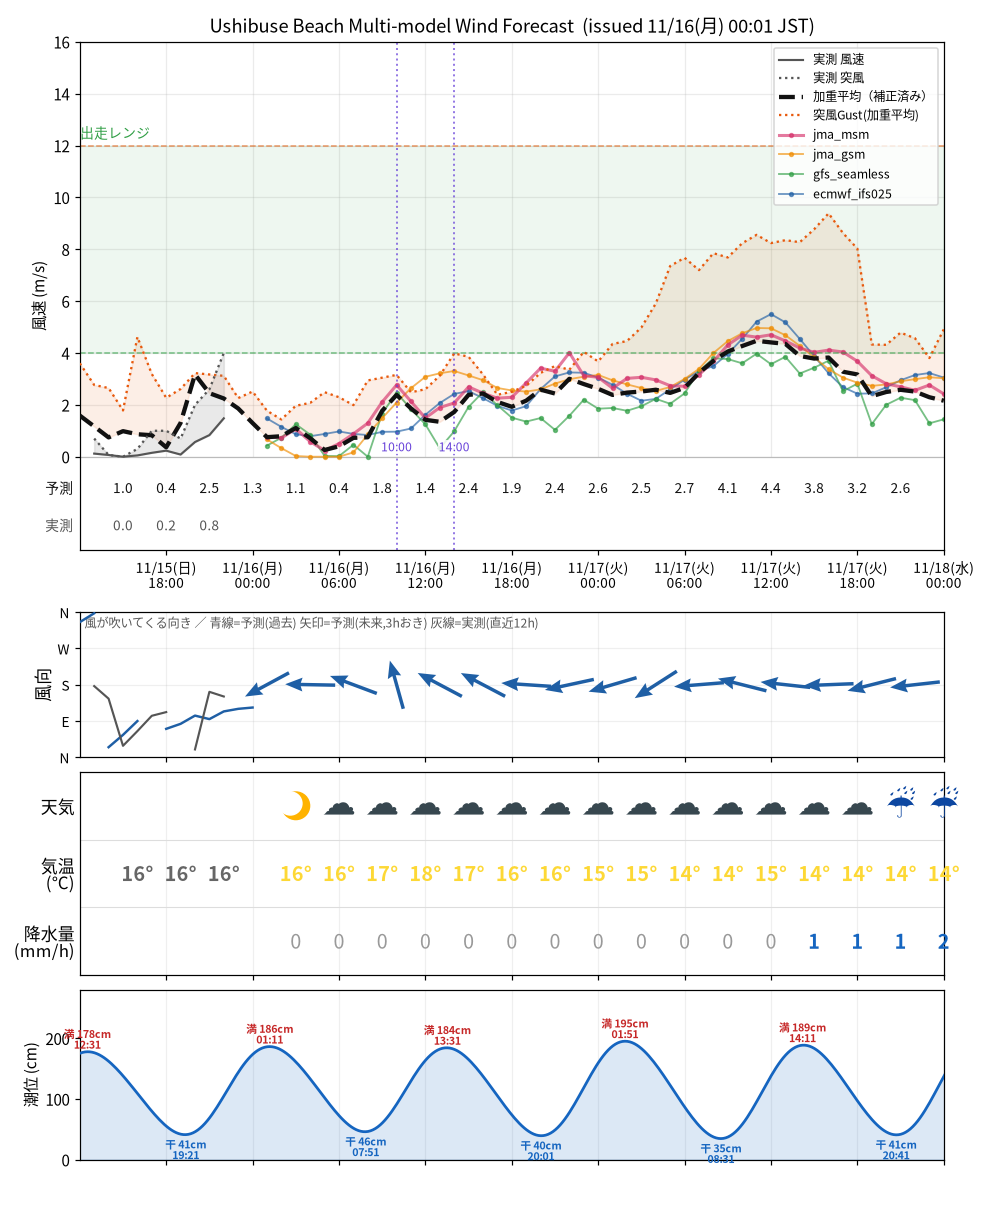 Ushibuse Beach Multi-model Wind Forecast (issued 11/16(月) 00:01 JST)
16
14
12
10
8
6
4
2
0
風速 (m/s)
出走レンジ
実測 風速
実測 突風
加重平均（補正済み）
突風Gust(加重平均)
jma_msm
jma_gsm
gfs_seamless
ecmwf_ifs025
10:00 14:00
予測 1.0 0.4 2.5 1.3 1.1 0.4 1.8 1.4 2.4 1.9 2.4 2.6 2.5 2.7 4.1 4.4 3.8 3.2 2.6
実測 0.0 0.2 0.8
11/15(日) 11/16(月) 11/16(月) 11/16(月) 11/16(月) 11/17(火) 11/17(火) 11/17(火) 11/17(火) 11/18(水)
18:00 00:00 06:00 12:00 18:00 00:00 06:00 12:00 18:00 00:00
風向
N
W
S
E
N
風が吹いてくる向き ／ 青線=予測(過去) 矢印=予測(未来,3hおき) 灰線=実測(直近12h)
天気
気温
(℃)
16° 16° 16° 16° 16° 17° 18° 17° 16° 16° 15° 15° 14° 14° 15° 14° 14° 14° 14°
降水量
(mm/h)
0 0 0 0 0 0 0 0 0 0 0 0 1 1 1 2
潮位 (cm)
200
100
0
満 178cm
12:31
満 186cm
01:11
満 184cm
13:31
満 195cm
01:51
満 189cm
14:11
干 41cm
19:21
干 46cm
07:51
干 40cm
20:01
干 35cm
08:31
干 41cm
20:41